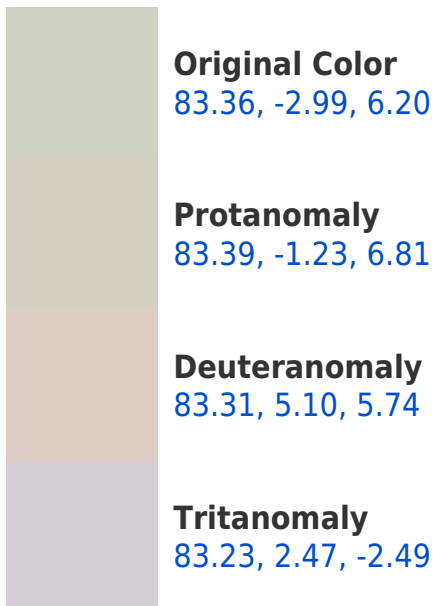 Original Color
83.36, -2.99, 6.20
Protanomaly
83.39, -1.23, 6.81
Deuteranomaly
83.31, 5.10, 5.74
Tritanomaly
83.23, 2.47, -2.49